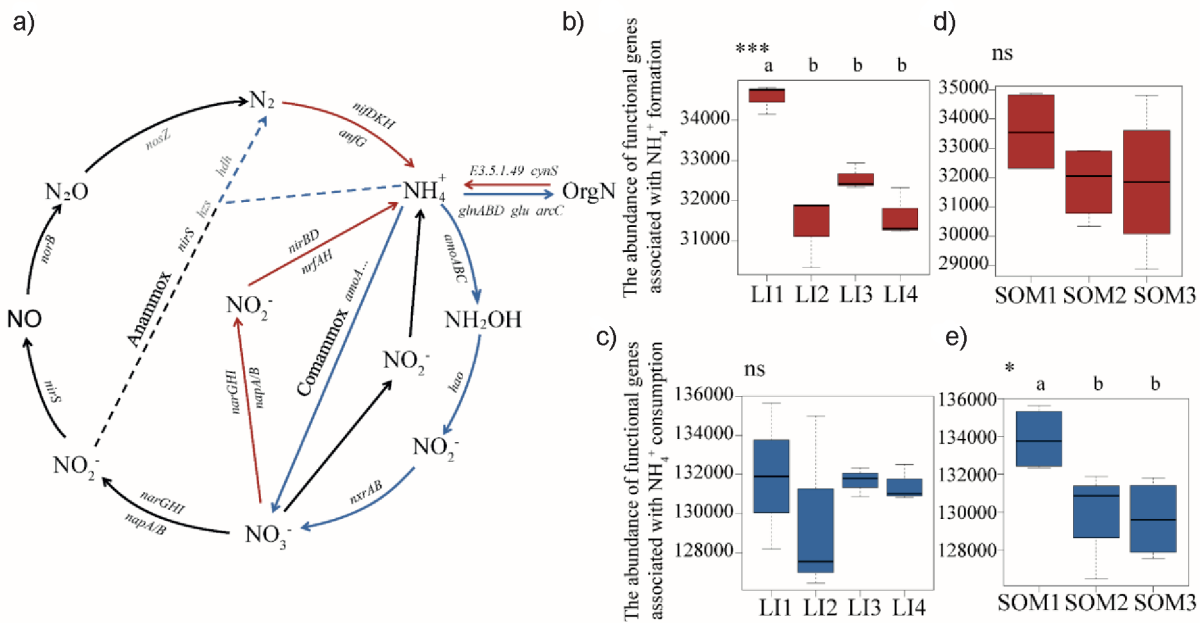 a)
N₂
nifDKH
anfG
nosZ
hdh
N₂O
hzs
NH₄⁺
E3.5.1.49 cynS
OrgN
glnABD glu arcC
nirS
nirBD
nrfAH
amoABC
norB
amoA...
Anammox
NO₂⁻
NO
NH2OH
Comammox
NO₂⁻
narGHI
napA/B
nirS
hao
NO₂⁻
NO₂⁻
narGHI
napA/B
nxrAB
NO₃⁻
b)
The abundance of functional genes
associated with NH₄⁺ formation
***
a b b b
34000
33000
32000
31000
LI1 LI2 LI3 LI4
d)
ns
35000
34000
33000
32000
31000
30000
29000
SOM1 SOM2 SOM3
c)
The abundance of functional genes
associated with NH₄⁺ consumption
ns
136000
134000
132000
130000
128000
LI1 LI2 LI3 LI4
e)
*
a b b
136000
134000
132000
130000
128000
SOM1 SOM2 SOM3